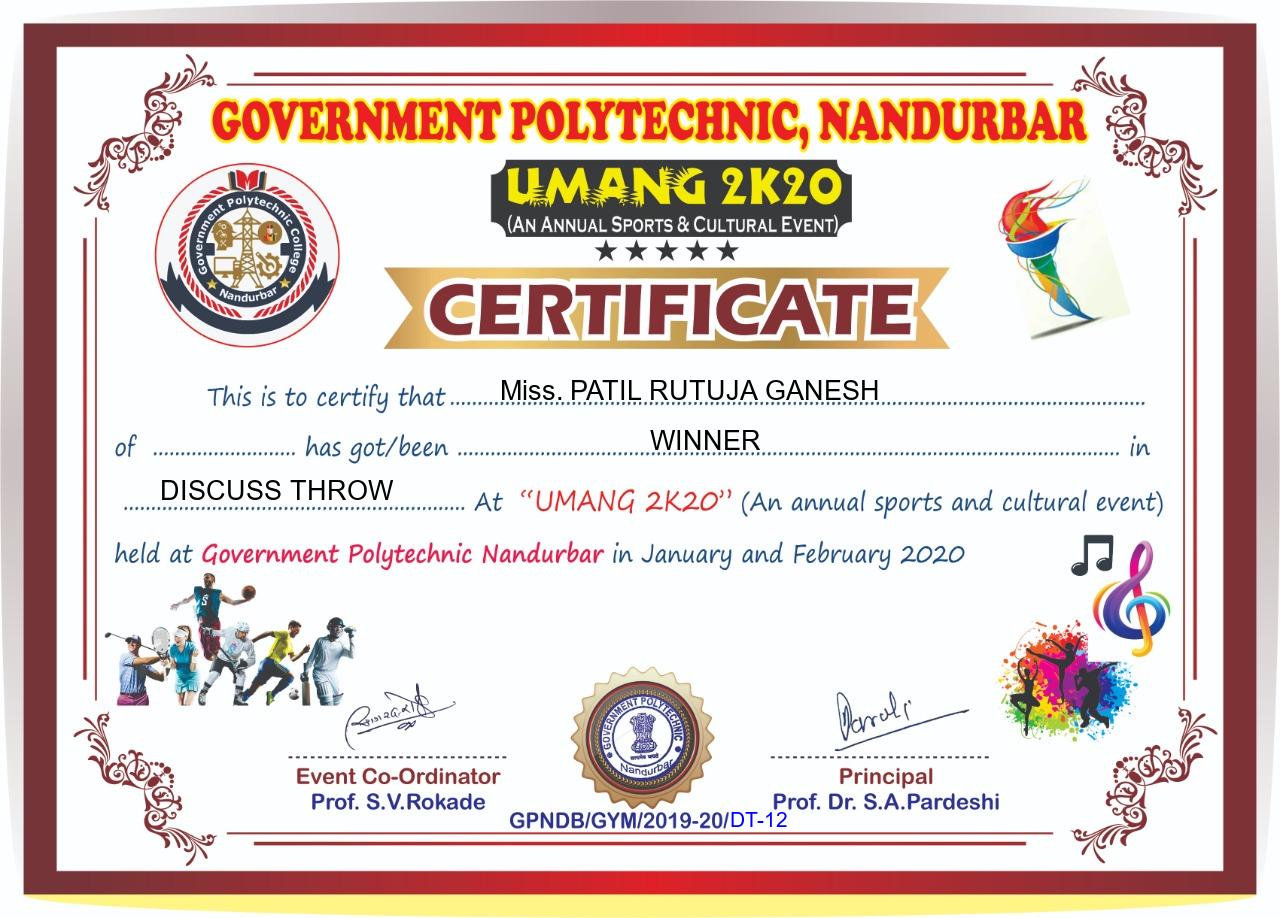 GOVERNMENT POLYTECHNIC, NANDURBAR
UMANG 2K20
(AN ANNUAL SPORTS & CULTURAL EVENT)
Government Polytechnic College
Nandurbar
CERTIFICATE
This is to certify that Miss. PATIL RUTUJA GANESH
of ........................ has got/been WINNER in
DISCUSS THROW At “UMANG 2K20” (An annual sports and cultural event)
held at Government Polytechnic Nandurbar in January and February 2020
S
GOVERNMENT POLYTECHNIC
सत्यमेव जयते
Nandurbar
Event Co-Ordinator
Prof. S.V.Rokade
Principal
Prof. Dr. S.A.Pardeshi
GPNDB/GYM/2019-20/DT-12